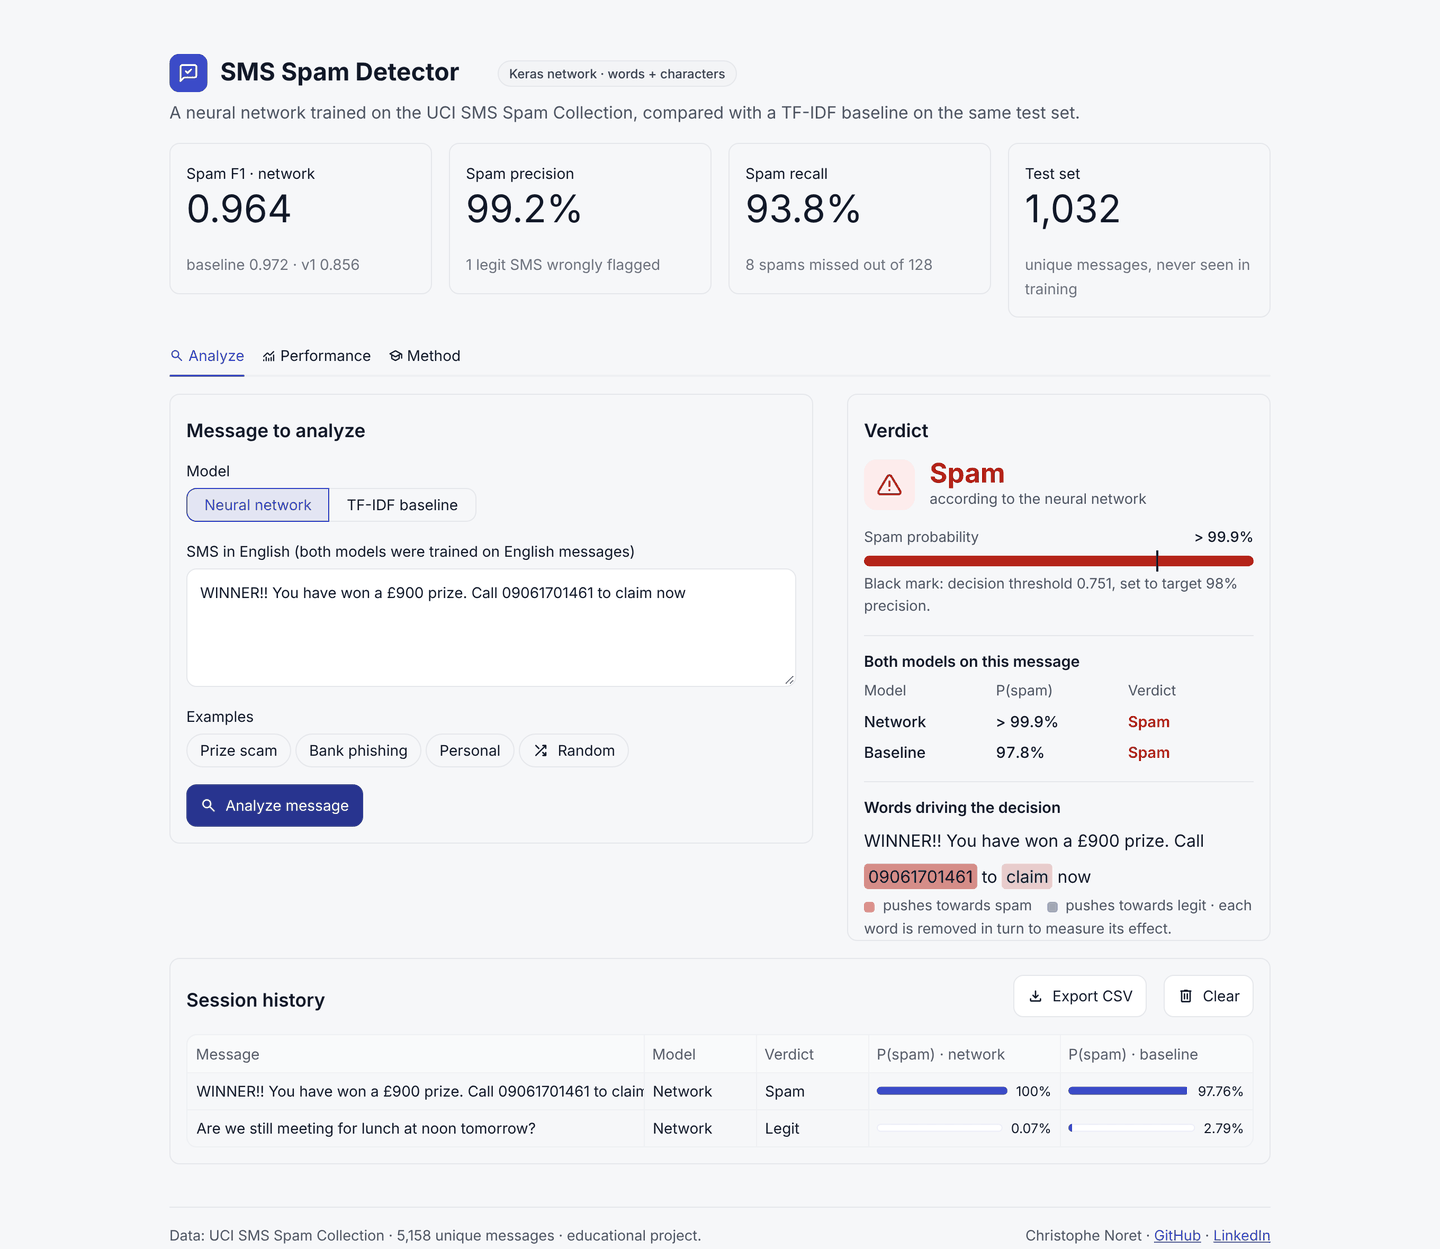 SMS Spam Detector
Keras network · words + characters
A neural network trained on the UCI SMS Spam Collection, compared with a TF-IDF baseline on the same test set.
Spam F1 · network
0.964
baseline 0.972 · v1 0.856
Spam precision
99.2%
1 legit SMS wrongly flagged
Spam recall
93.8%
8 spams missed out of 128
Test set
1,032
unique messages, never seen in
training
Analyze
Performance
Method
Message to analyze
Model
Neural network
TF-IDF baseline
SMS in English (both models were trained on English messages)
WINNER!! You have won a £900 prize. Call 09061701461 to claim now
Examples
Prize scam
Bank phishing
Personal
Random
Analyze message
Verdict
Spam
according to the neural network
Spam probability
> 99.9%
Black mark: decision threshold 0.751, set to target 98%
precision.
Both models on this message
Model P(spam) Verdict
Network > 99.9% Spam
Baseline 97.8% Spam
Words driving the decision
WINNER!! You have won a £900 prize. Call
09061701461 to claim now
pushes towards spam pushes towards legit · each
word is removed in turn to measure its effect.
Session history
Export CSV
Clear
Message Model Verdict P(spam) · network P(spam) · baseline
WINNER!! You have won a £900 prize. Call 09061701461 to claim Network Spam 100% 97.76%
Are we still meeting for lunch at noon tomorrow? Network Legit 0.07% 2.79%
Data: UCI SMS Spam Collection · 5,158 unique messages · educational project.
Christophe Noret · GitHub · LinkedIn